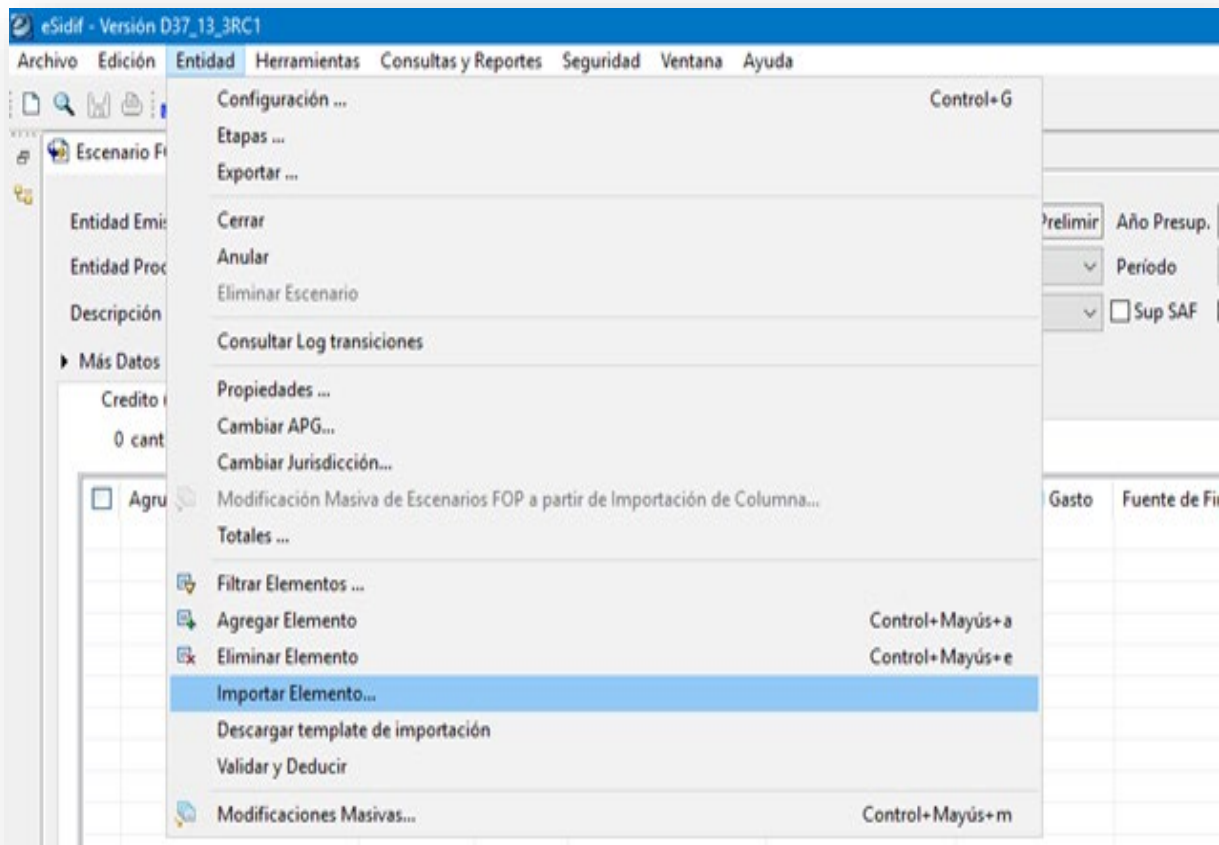 eSidif - Versión D37_13_3RC1
Archivo Edición Entidad Herramientas Consultas y Reportes Seguridad Ventana Ayuda
Configuración ... Control+G
Etapas ...
Escenario
Exportar ...
Entidad Cerrar Año Presup.
Entidad Anular Período
Eliminar Escenario
Descripción Sup SAF
Consultar Log transiciones
Más Datos
Propiedades ...
Credito
Cambiar APG...
0 cant
Cambiar Jurisdicción...
Agru Modificación Masiva de Escenarios FOP a partir de Importación de Columna... Gasto Fuente de
Totales ...
Filtrar Elementos ...
Agregar Elemento Control+Mayús+a
Eliminar Elemento Control+Mayús+e
Importar Elemento...
Descargar template de importación
Validar y Deducir
Modificaciones Masivas... Control+Mayús+m